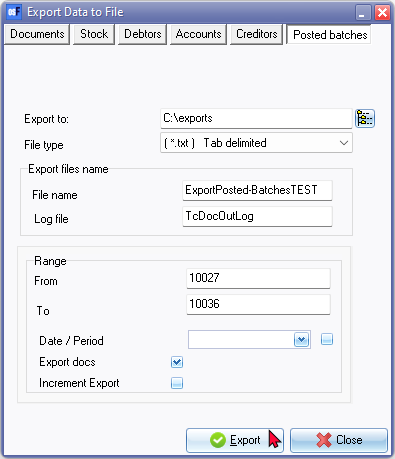 Export Data to File
Documents Stock Debtors Accounts Creditors Posted batches
Export to: C:\exports
File type ( *.txt ) Tab delimited
Export files name
File name ExportPosted-BatchesTEST
Log file TcDocOutLog
Range
From 10027
To 10036
Date / Period
Export docs
Increment Export
Export Close